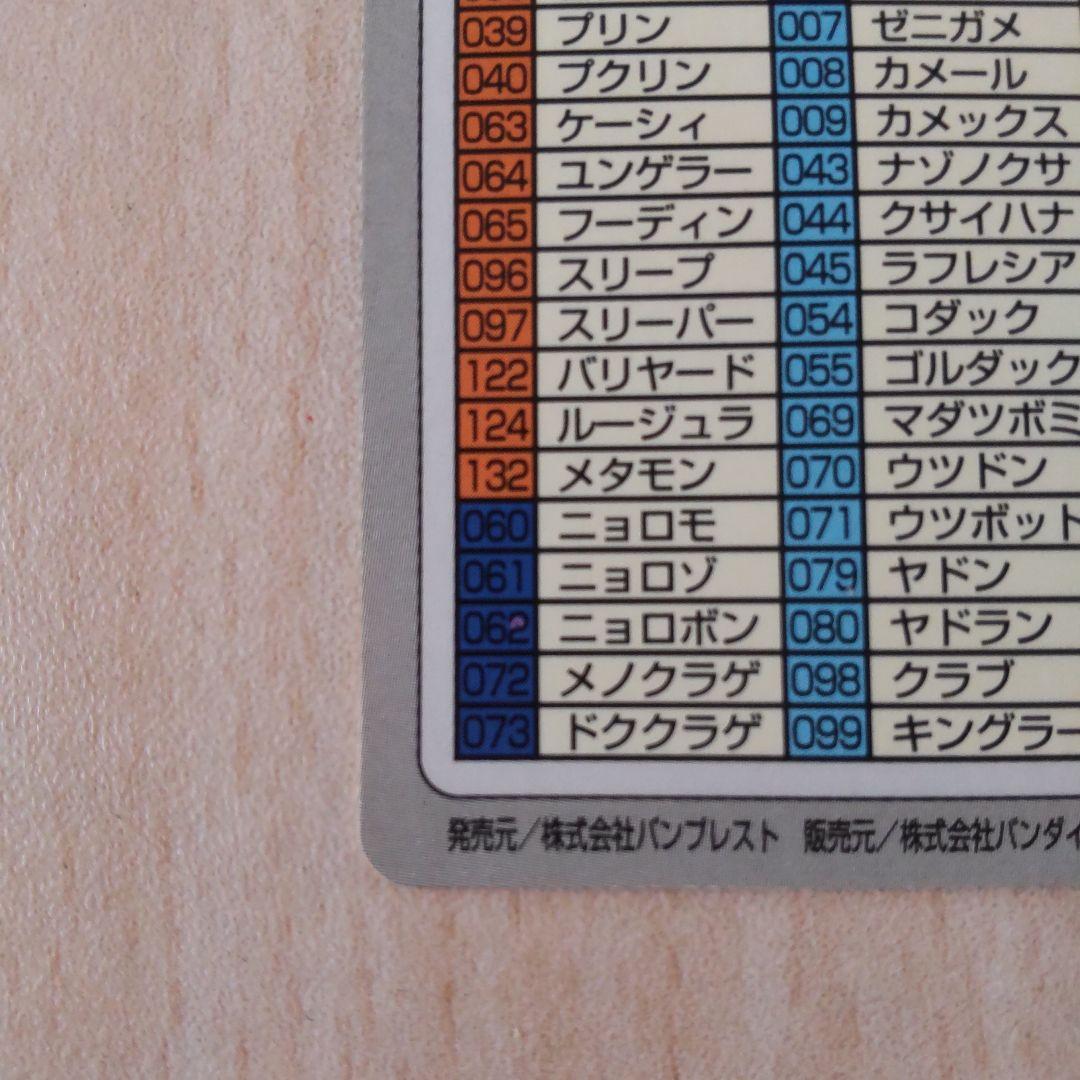 039 プリン 007 ゼニガメ
040 プクリン 008 カメール
063 ケーシィ 009 カメックス
064 ユンゲラー 043 ナゾノクサ
065 フーディン 044 クサイハナ
096 スリープ 045 ラフレシア
097 スリーパー 054 コダック
122 バリヤード 055 ゴルダック
124 ルージュラ 069 マダツボミ
132 メタモン 070 ウツドン
060 ニョロモ 071 ウツボット
061 ニョロゾ 079 ヤドン
062 ニョロボン 080 ヤドラン
072 メノクラゲ 098 クラブ
073 ドククラゲ 099 キングラー
発売元／株式会社バンプレスト 販売元／株式会社バンダイ